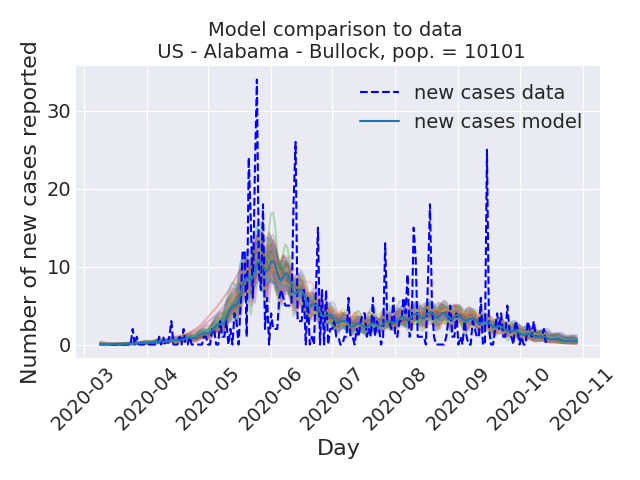 Model comparison to data
US - Alabama - Bullock, pop. = 10101
new cases data
new cases model
Number of new cases reported
30
20
10
0
2020-03
2020-04
2020-05
2020-06
2020-07
2020-08
2020-09
2020-10
2020-11
Day